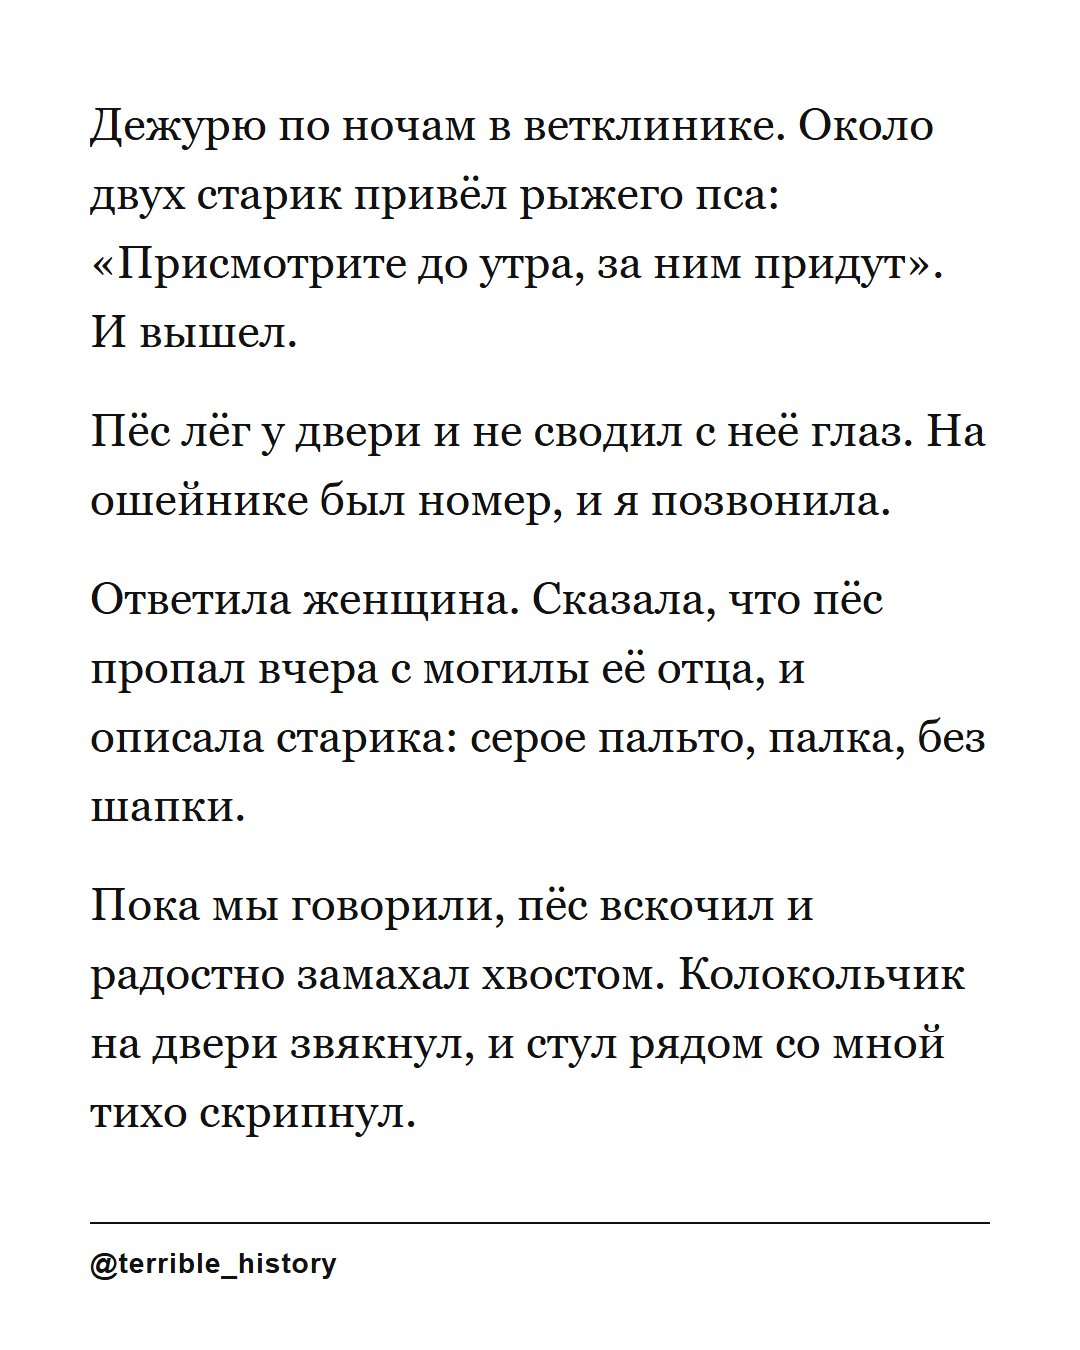 Дежурю по ночам в ветклинике. Около
двух старик привёл рыжего пса:
«Присмотрите до утра, за ним придут».
И вышел.
Пёс лёг у двери и не сводил с неё глаз. На
ошейнике был номер, и я позвонила.
Ответила женщина. Сказала, что пёс
пропал вчера с могилы её отца, и
описала старика: серое пальто, палка, без
шапки.
Пока мы говорили, пёс вскочил и
радостно замахал хвостом. Колокольчик
на двери звякнул, и стул рядом со мной
тихо скрипнул.
@terrible_history